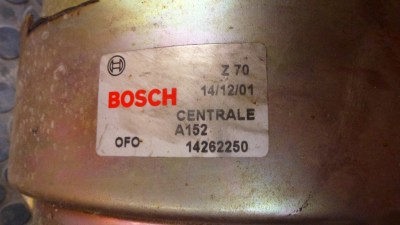 Z 70
BOSCH 14/12/01
CENTRALE
A152
OFO 14262250